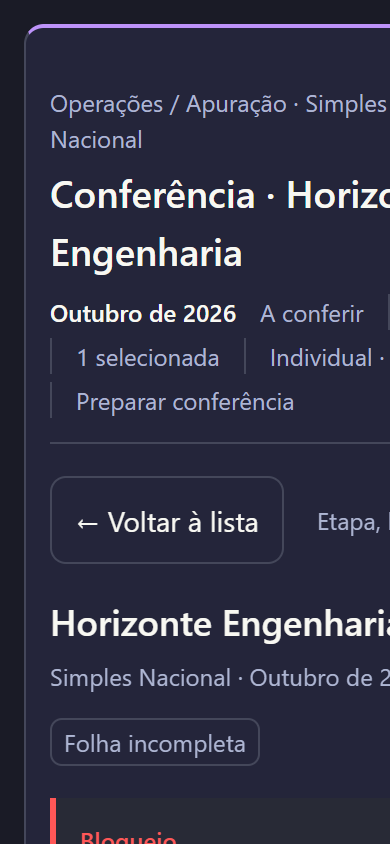 Operações / Apuração · Simples
Nacional
Conferência · Horizo
Engenharia
Outubro de 2026 A conferir
1 selecionada Individual ·
Preparar conferência
← Voltar à lista Etapa,
Horizonte Engenharia
Simples Nacional · Outubro de 2
Folha incompleta
Bloqueio